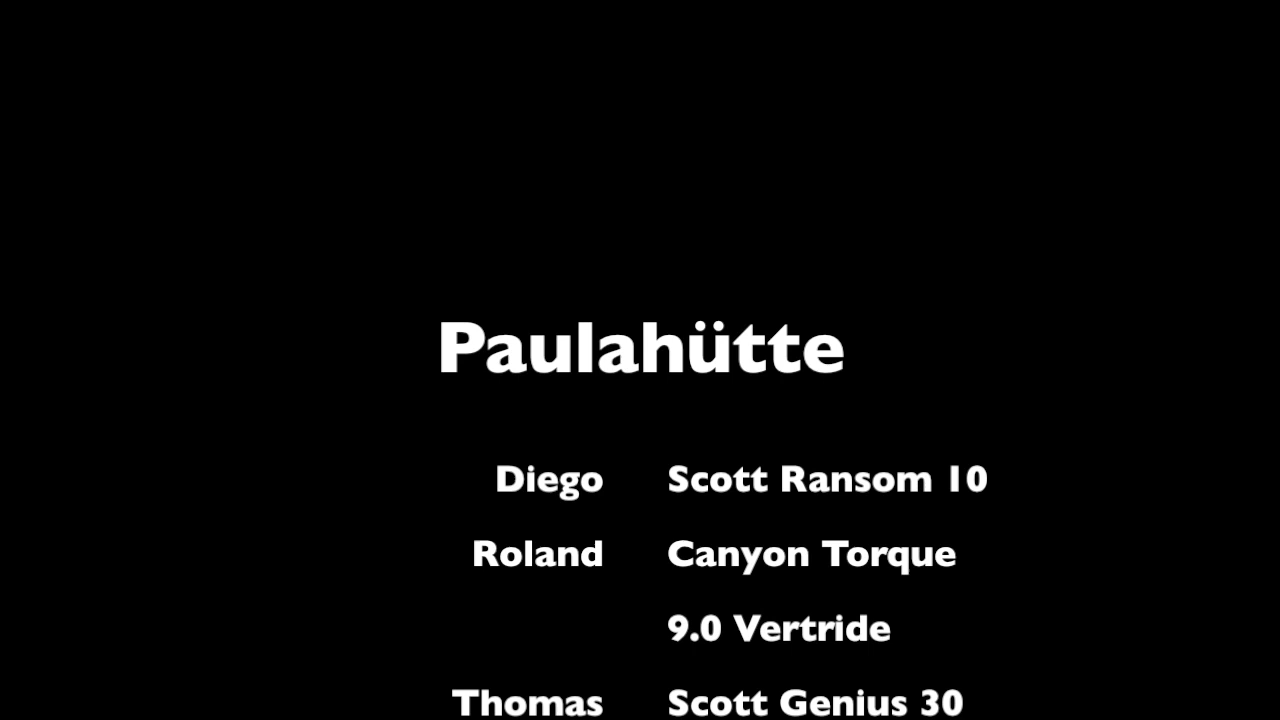 Paulahütte
Diego Scott Ransom 10
Roland Canyon Torque
9.0 Vertride
Thomas Scott Genius 30